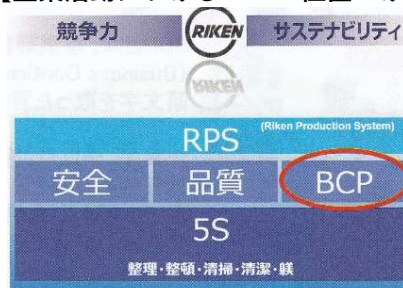 競争力
RIKEN
サステナビリティ
RPS
(Riken Production System)
安全
品質
BCP
5S
整理・整頓・清掃・清潔・躾